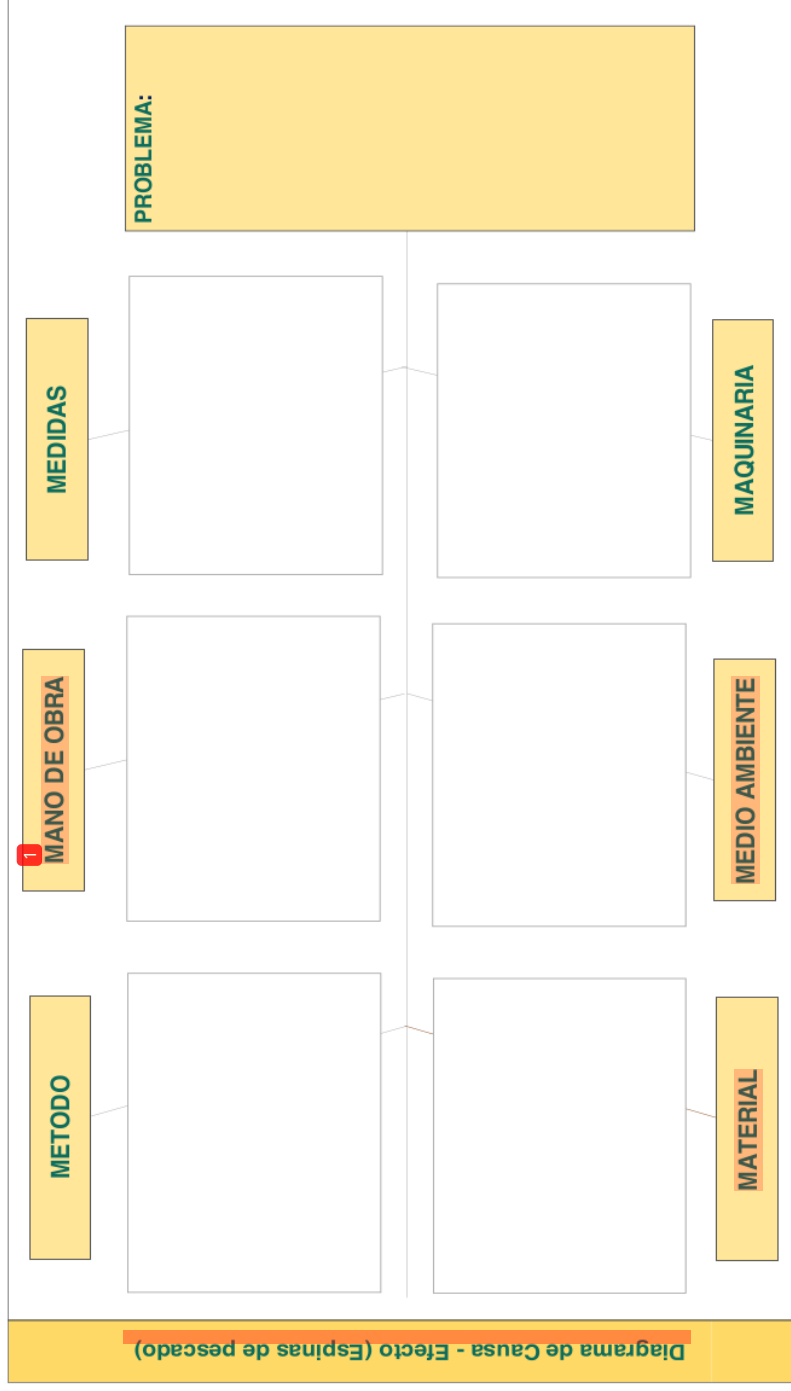 Diagrama de Causa - Efecto (Espinas de pescado)
METODO
MANO DE OBRA
1
MEDIDAS
PROBLEMA:
MATERIAL
MEDIO AMBIENTE
MAQUINARIA